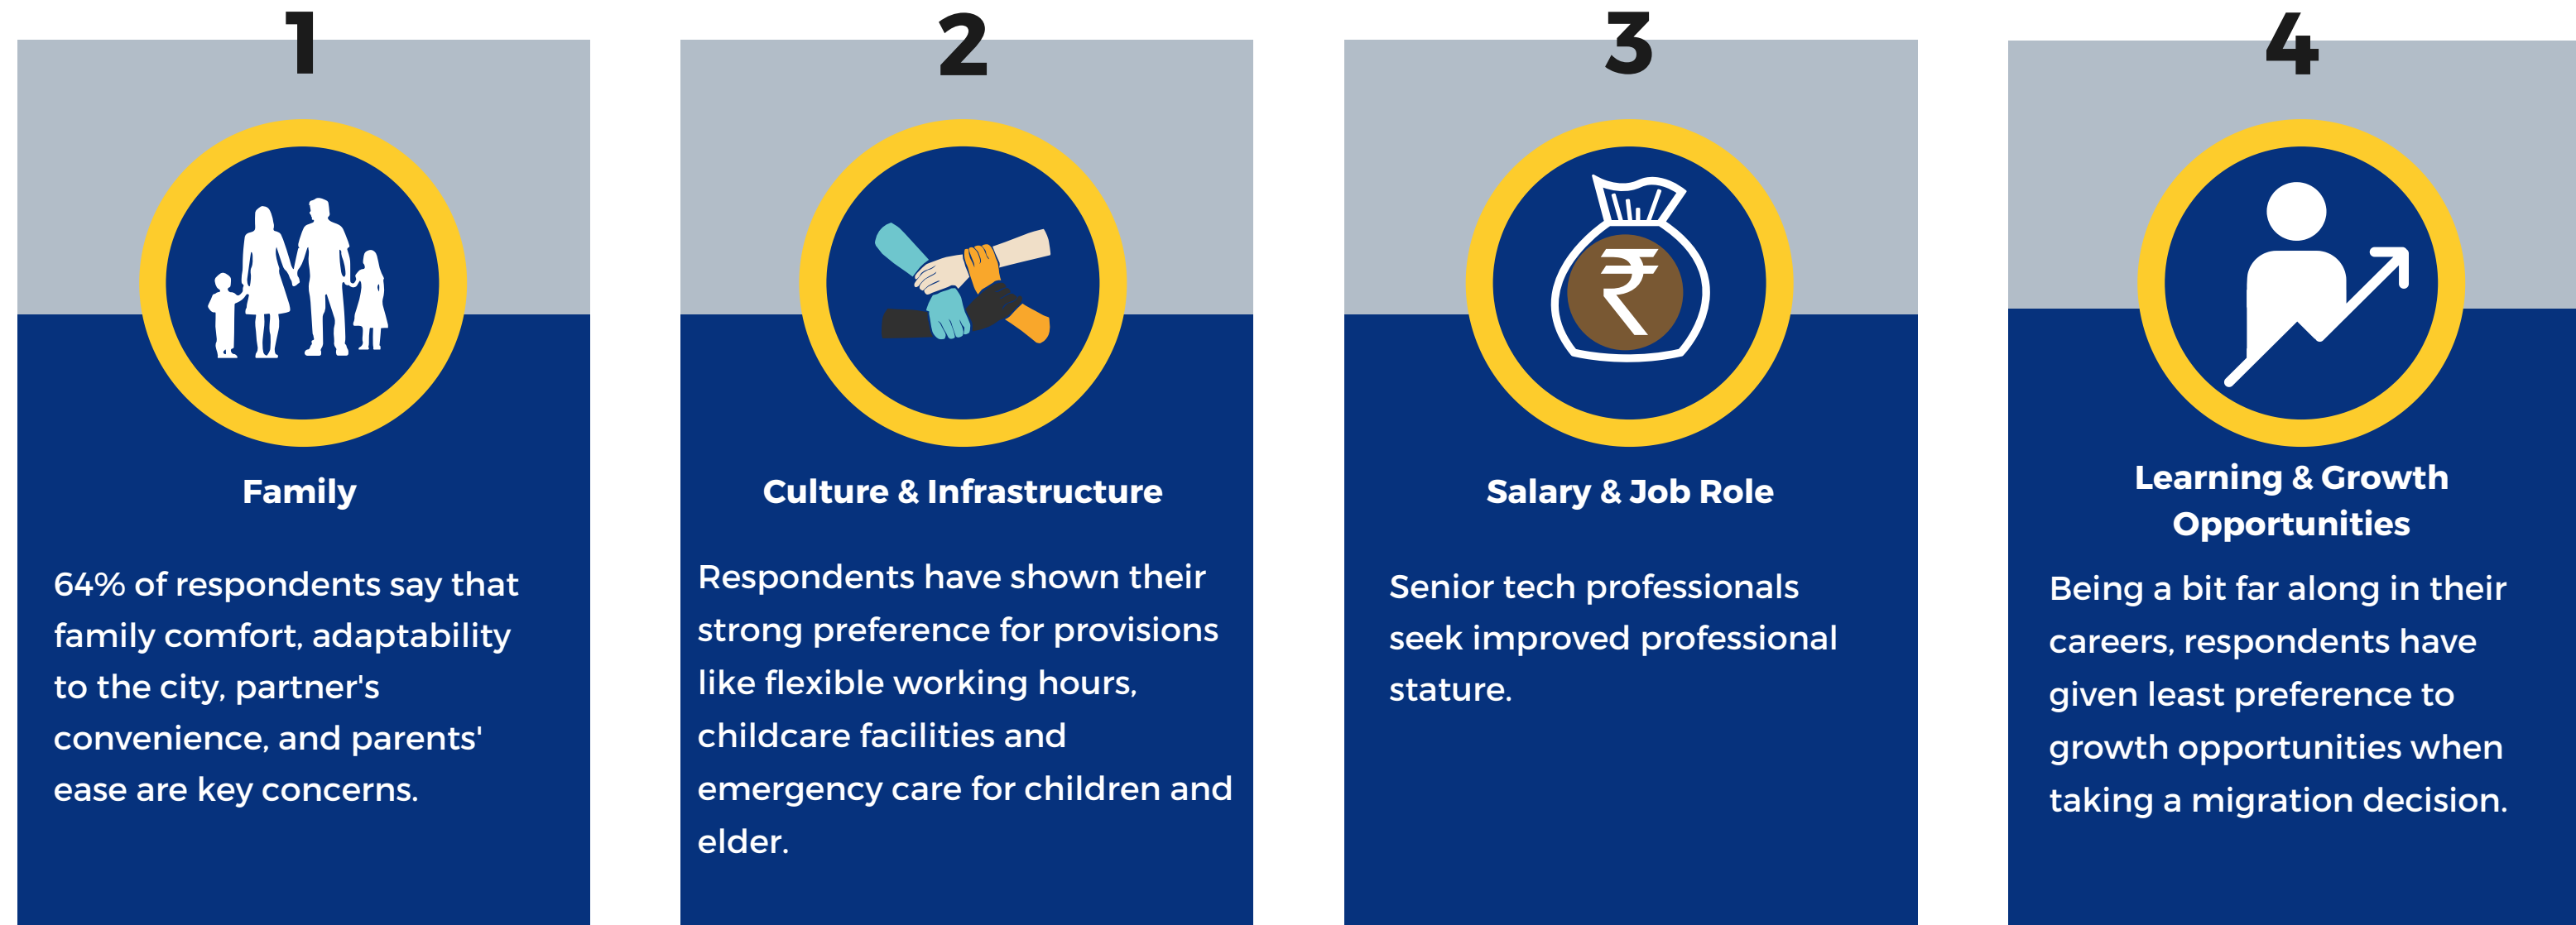 1
Family
64% of respondents say that
family comfort, adaptability
to the city, partner's
convenience, and parents'
ease are key concerns.
2
Culture & Infrastructure
Respondents have shown their
strong preference for provisions
like flexible working hours,
childcare facilities and
emergency care for children and
elder.
3
₹
Salary & Job Role
Senior tech professionals
seek improved professional
stature.
4
Learning & Growth
Opportunities
Being a bit far along in their
careers, respondents have
given least preference to
growth opportunities when
taking a migration decision.